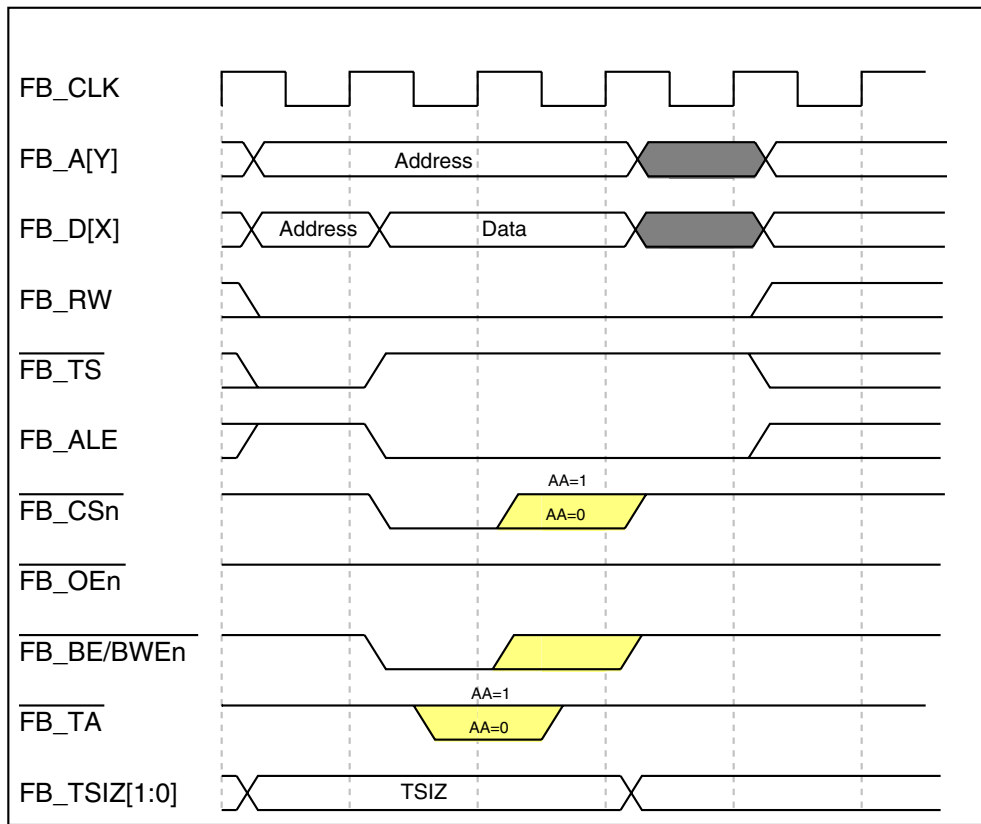 FB_CLK
FB_A[Y]
Address
FB_D[X]
Address
Data
FB_RW
FB_TS
FB_ALE
AA=1
FB_CSn
AA=0
FB_OEn
FB_BE/BWEn
AA=1
FB_TA
AA=0
FB_TSIZ[1:0]
TSIZ